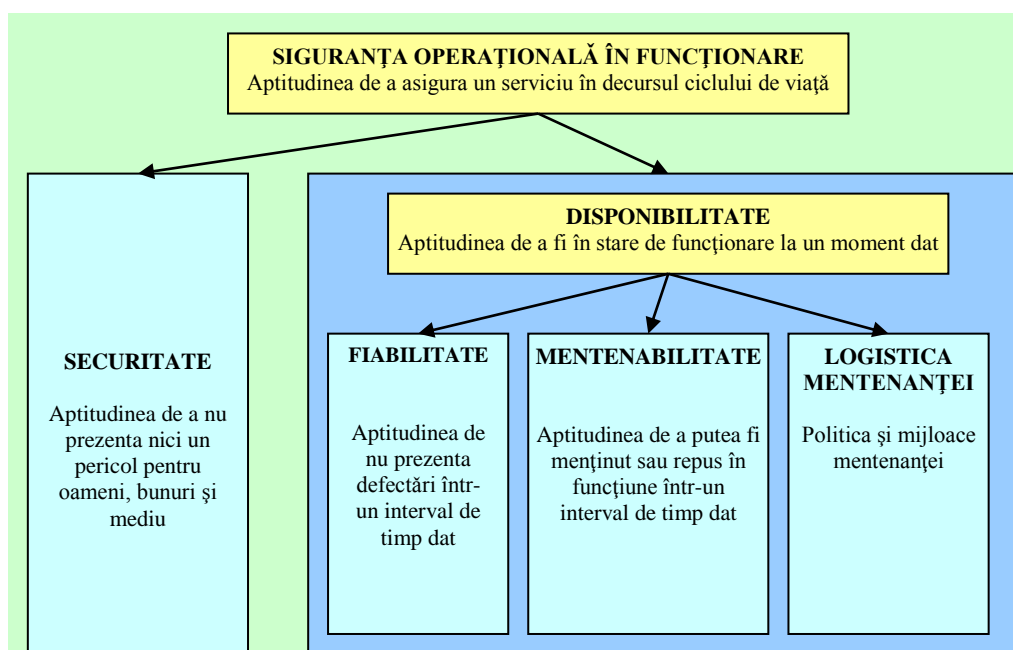 SIGURANŢA OPERAŢIONALĂ ÎN FUNCŢIONARE
Aptitudinea de a asigura un serviciu în decursul ciclului de viaţă
SECURITATE
Aptitudinea de a nu
prezenta nici un
pericol pentru
oameni, bunuri şi
mediu
DISPONIBILITATE
Aptitudinea de a fi în stare de funcţionare la un moment dat
FIABILITATE
Aptitudinea de
nu prezenta
defectări într-
un interval de
timp dat
MENTENABILITATE
Aptitudinea de a putea fi
menţinut sau repus în
funcţiune într-un
interval de timp dat
LOGISTICA
MENTENANŢEI
Politica şi mijloace
mentenanţei